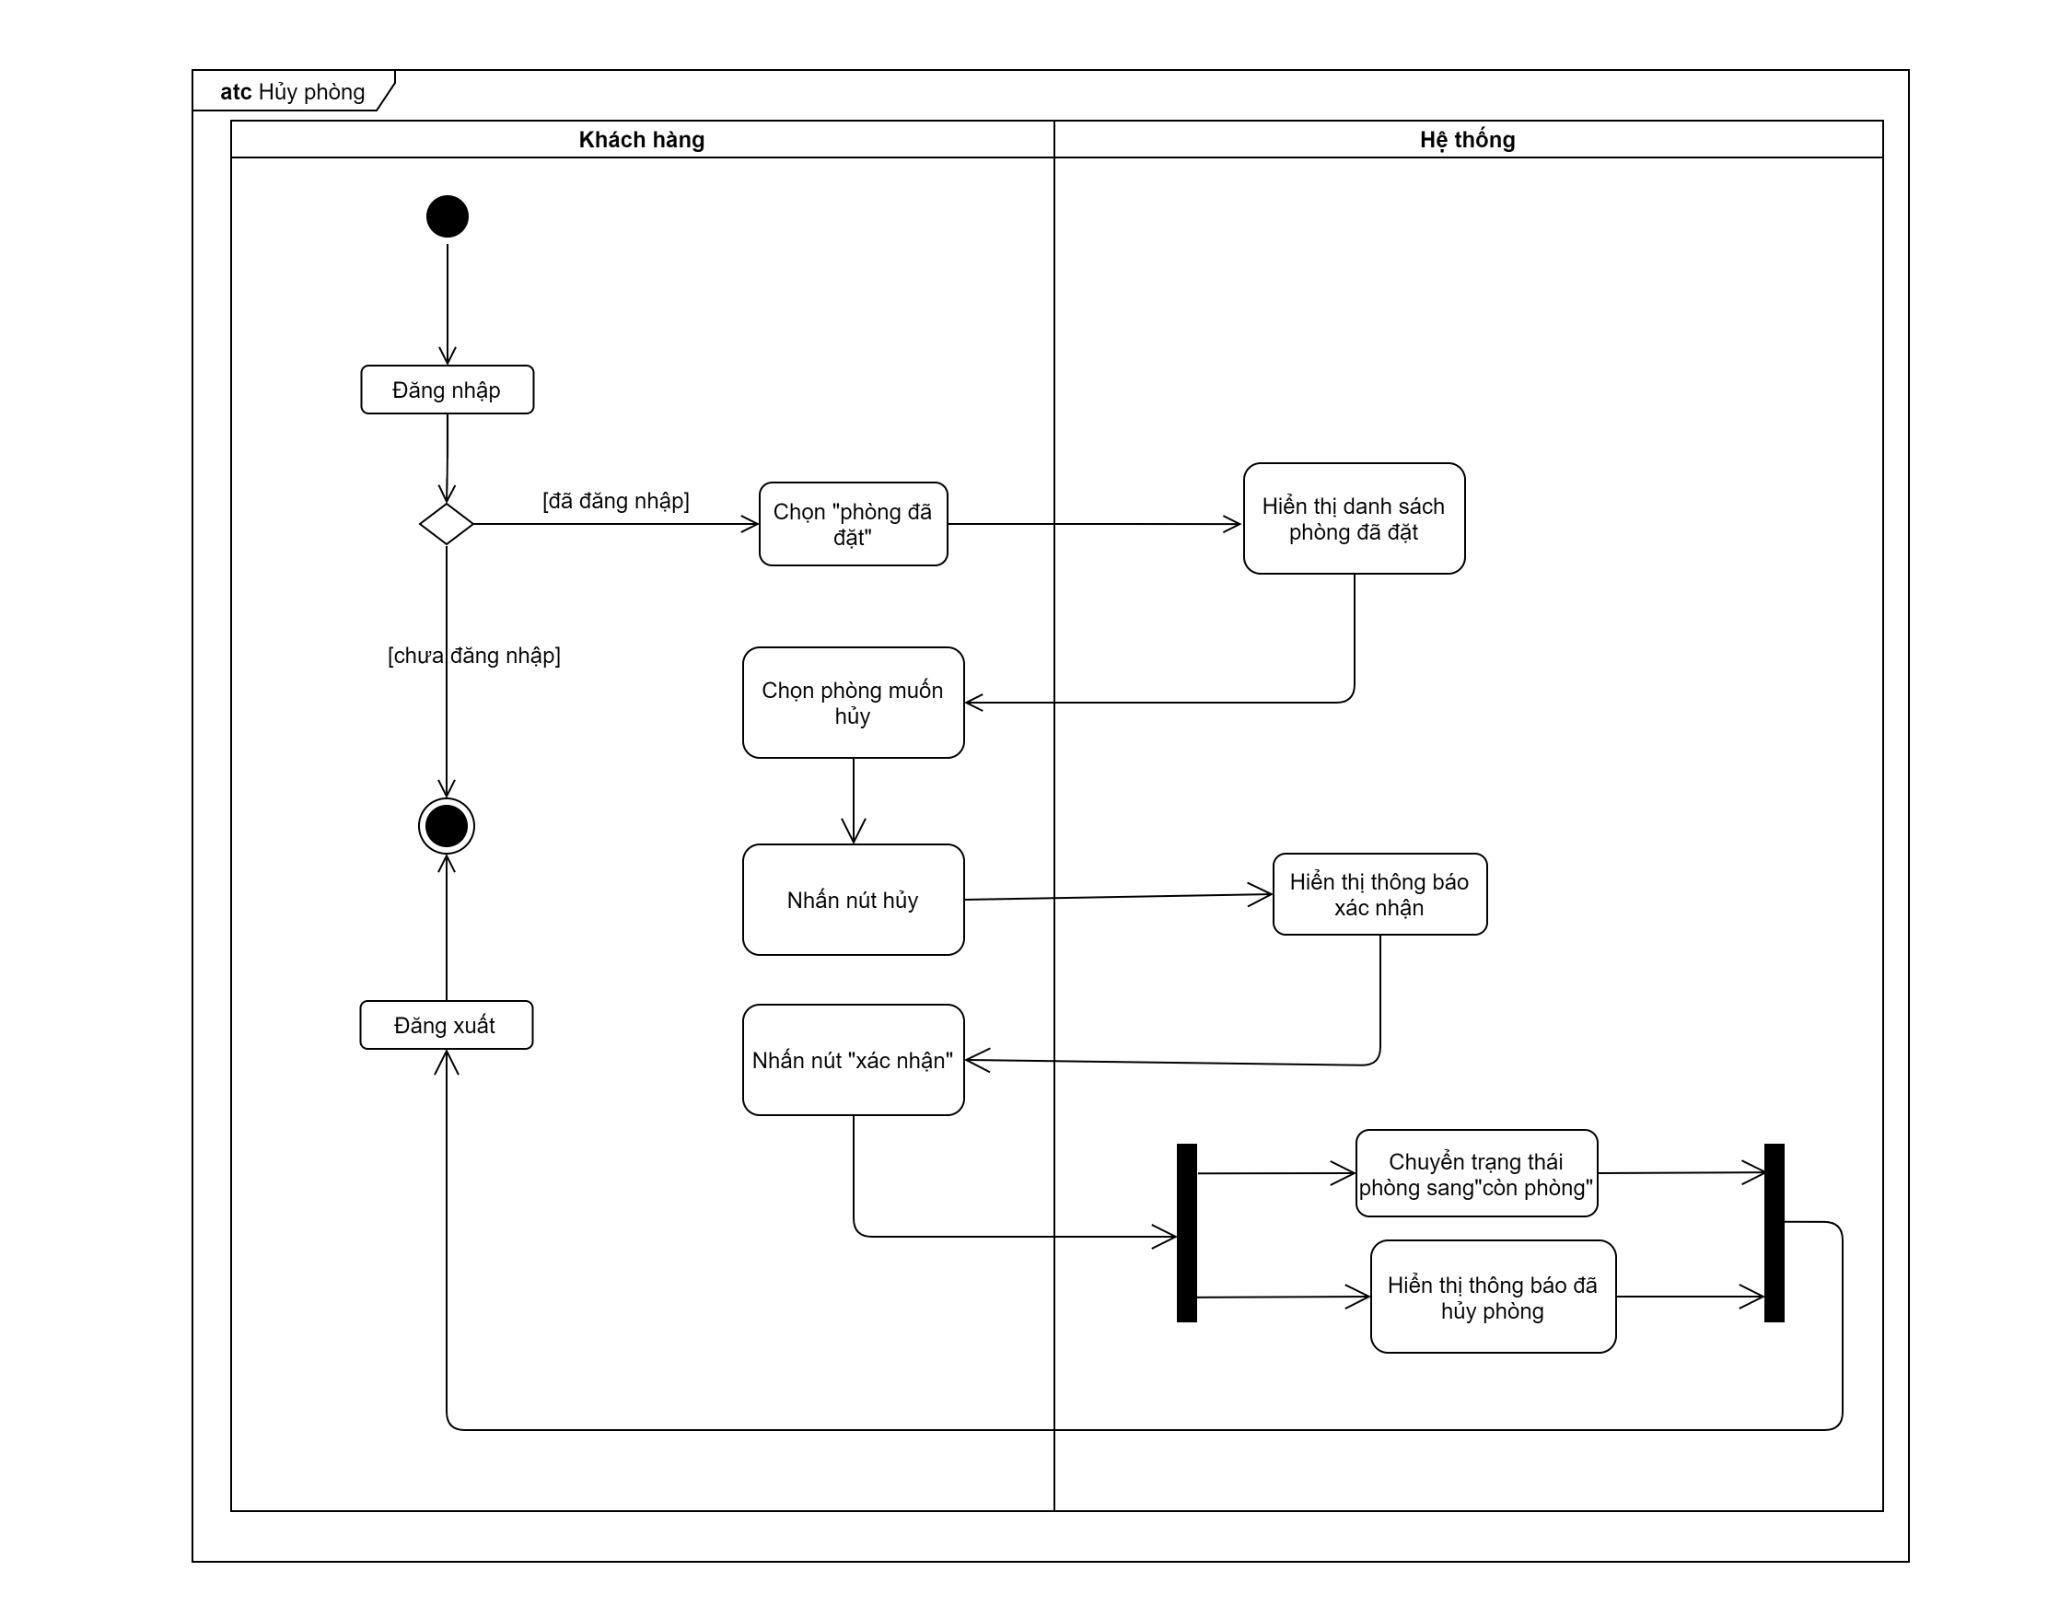 atc Hủy phòng
Khách hàng
Hệ thống
Đăng nhập
[đã đăng nhập]
Chọn "phòng đã
đặt"
Hiển thị danh sách
phòng đã đặt
[chưa đăng nhập]
Chọn phòng muốn
hủy
Nhấn nút hủy
Hiển thị thông báo
xác nhận
Đăng xuất
Nhấn nút "xác nhận"
Chuyển trạng thái
phòng sang"còn phòng"
Hiển thị thông báo đã
hủy phòng